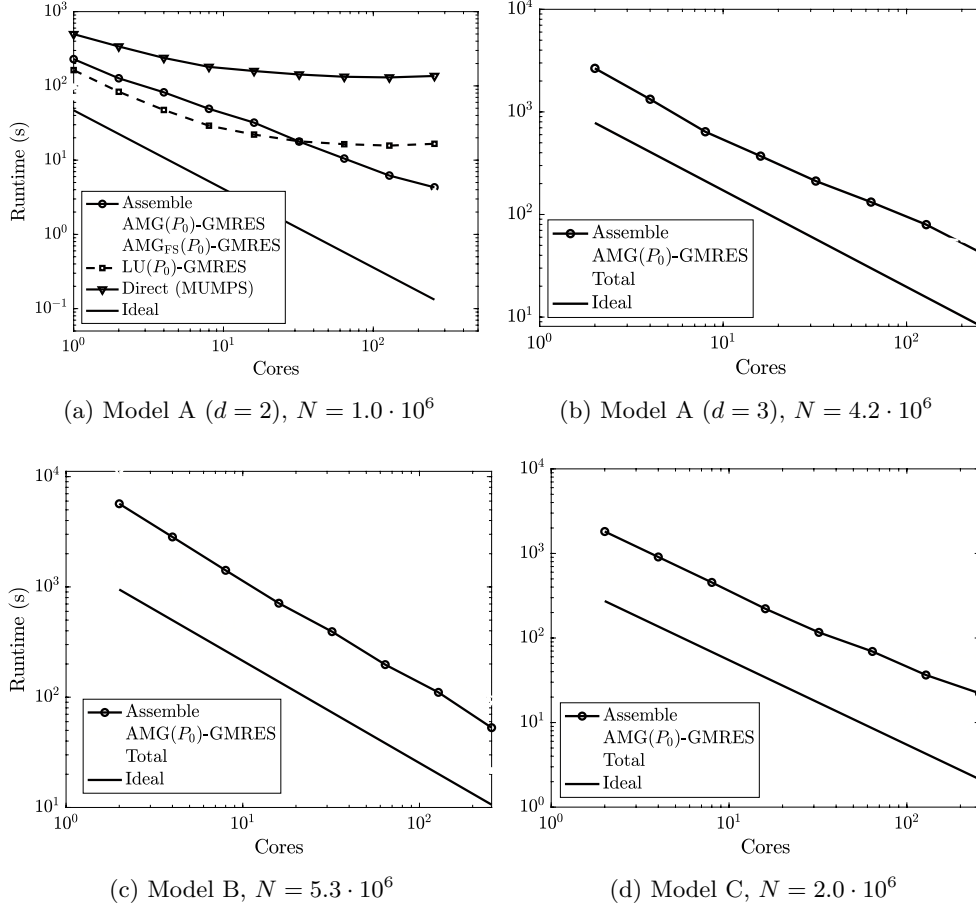 10^3
10^2
10^1
10^0
10^{-1}
Runtime (s)
Assemble
AMG(P_0)-GMRES
AMG_{FS}(P_0)-GMRES
LU(P_0)-GMRES
Direct (MUMPS)
Ideal
10^0
10^1
10^2
Cores
(a) Model A (d = 2), N = 1.0 · 10^6
10^4
10^3
10^2
10^1
Assemble
AMG(P_0)-GMRES
Total
Ideal
10^0
10^1
10^2
Cores
(b) Model A (d = 3), N = 4.2 · 10^6
10^4
10^3
10^2
10^1
Runtime (s)
Assemble
AMG(P_0)-GMRES
Total
Ideal
10^0
10^1
10^2
Cores
(c) Model B, N = 5.3 · 10^6
10^4
10^3
10^2
10^1
10^0
Assemble
AMG(P_0)-GMRES
Total
Ideal
10^0
10^1
10^2
Cores
(d) Model C, N = 2.0 · 10^6